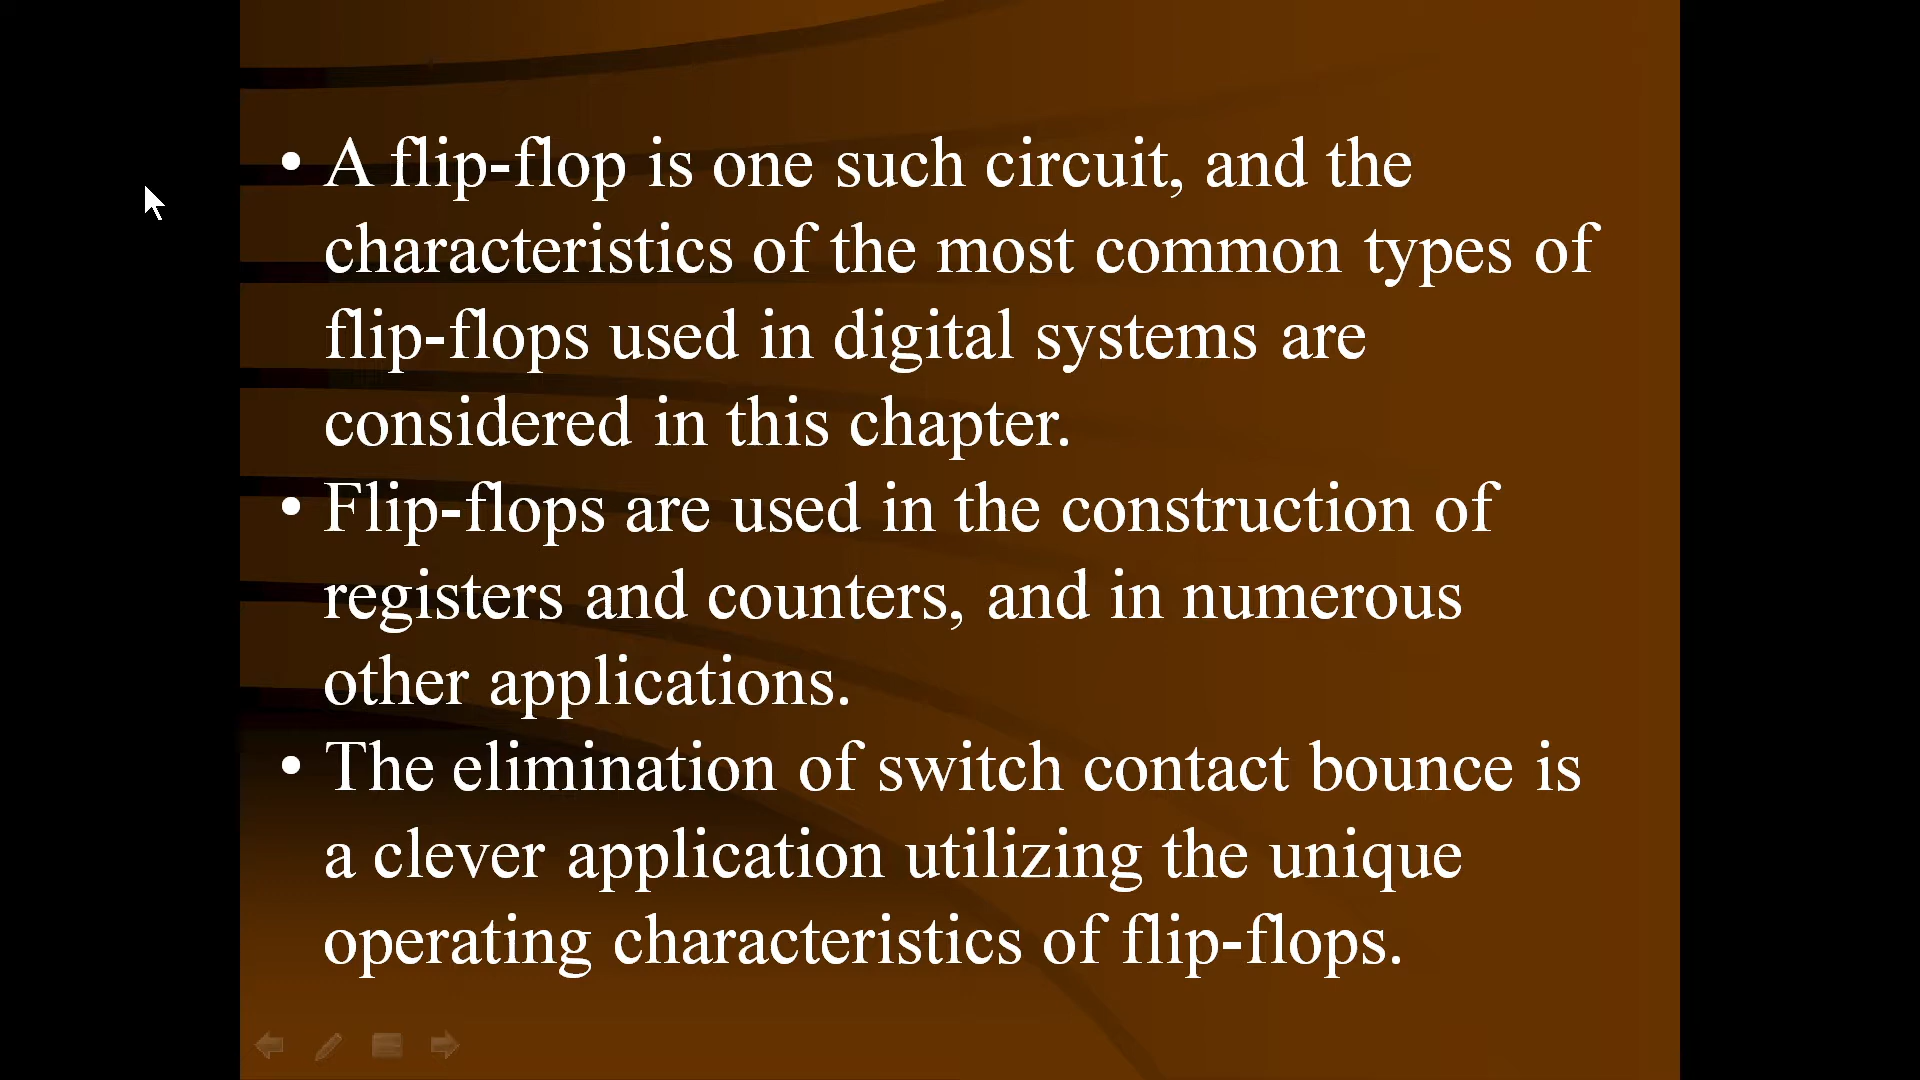 • A flip-flop is one such circuit, and the
characteristics of the most common types of
flip-flops used in digital systems are
considered in this chapter.
• Flip-flops are used in the construction of
registers and counters, and in numerous
other applications.
• The elimination of switch contact bounce is
a clever application utilizing the unique
operating characteristics of flip-flops.